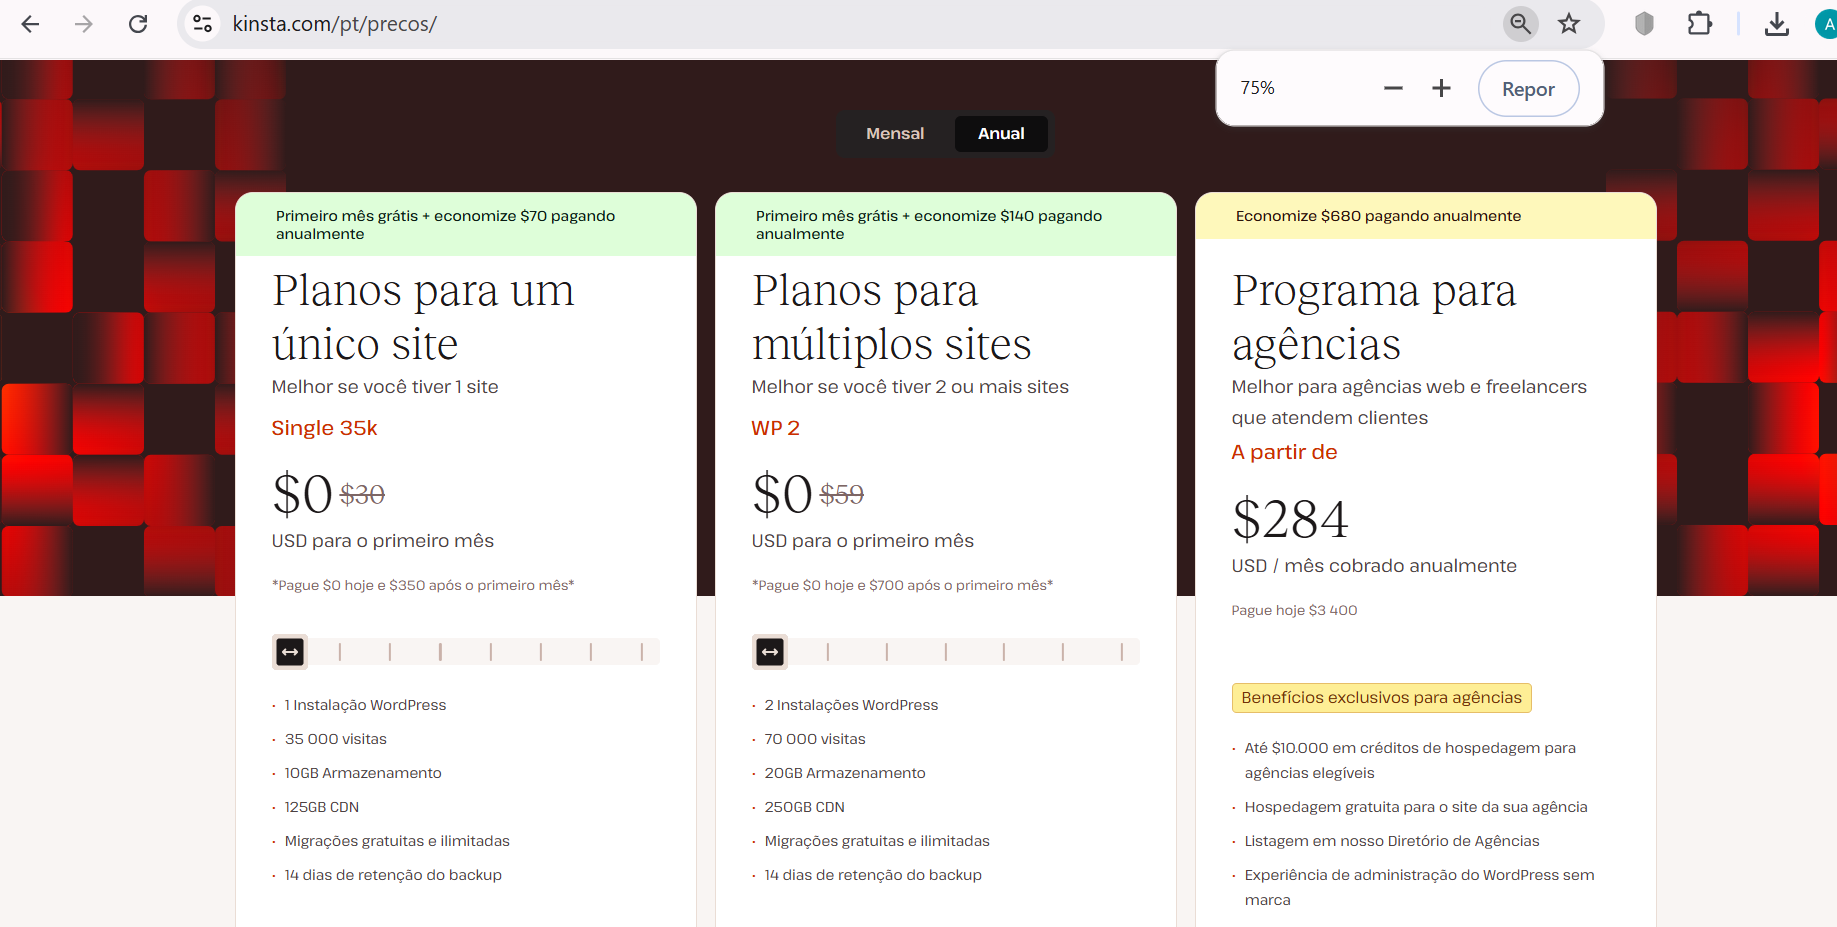 kinsta.com/pt/precos/
A
75%
Repor
Mensal
Anual
Primeiro mês grátis + economize $70 pagando
anualmente
Planos para um
único site
Melhor se você tiver 1 site
Single 35k
$0 $30
USD para o primeiro mês
*Pague $0 hoje e $350 após o primeiro mês*
· 1 Instalação WordPress
· 35 000 visitas
· 10GB Armazenamento
· 125GB CDN
· Migrações gratuitas e ilimitadas
· 14 dias de retenção do backup
Primeiro mês grátis + economize $140 pagando
anualmente
Planos para
múltiplos sites
Melhor se você tiver 2 ou mais sites
WP 2
$0 $59
USD para o primeiro mês
*Pague $0 hoje e $700 após o primeiro mês*
· 2 Instalações WordPress
· 70 000 visitas
· 20GB Armazenamento
· 250GB CDN
· Migrações gratuitas e ilimitadas
· 14 dias de retenção do backup
Economize $680 pagando anualmente
Programa para
agências
Melhor para agências web e freelancers
que atendem clientes
A partir de
$284
USD / mês cobrado anualmente
Pague hoje $3 400
Benefícios exclusivos para agências
· Até $10.000 em créditos de hospedagem para
agências elegíveis
· Hospedagem gratuita para o site da sua agência
· Listagem em nosso Diretório de Agências
· Experiência de administração do WordPress sem
marca